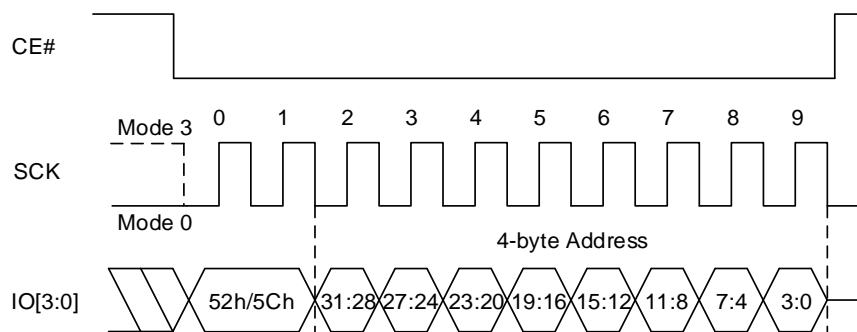 CE#
Mode 3
0 1 2 3 4 5 6 7 8 9
SCK
Mode 0
4-byte Address
IO[3:0]
52h/5Ch 31:28 27:24 23:20 19:16 15:12 11:8 7:4 3:0